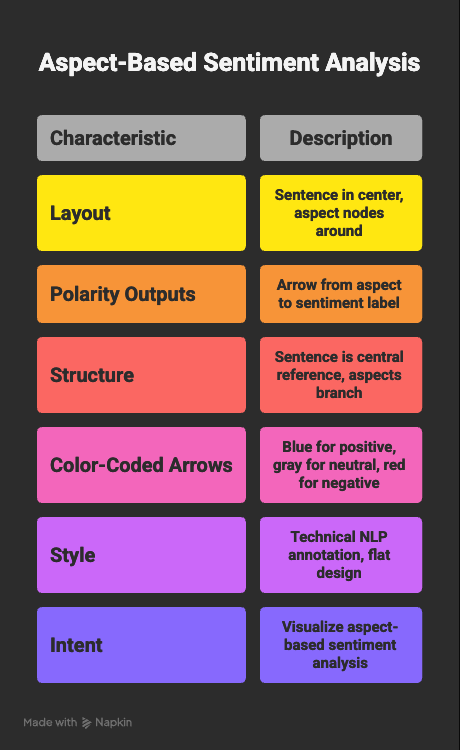 Aspect-Based Sentiment Analysis
Characteristic
Description
Layout
Sentence in center,
aspect nodes
around
Polarity Outputs
Arrow from aspect
to sentiment label
Structure
Sentence is central
reference, aspects
branch
Color-Coded Arrows
Blue for positive,
gray for neutral, red
for negative
Style
Technical NLP
annotation, flat
design
Intent
Visualize aspect-
based sentiment
analysis
Made with Napkin